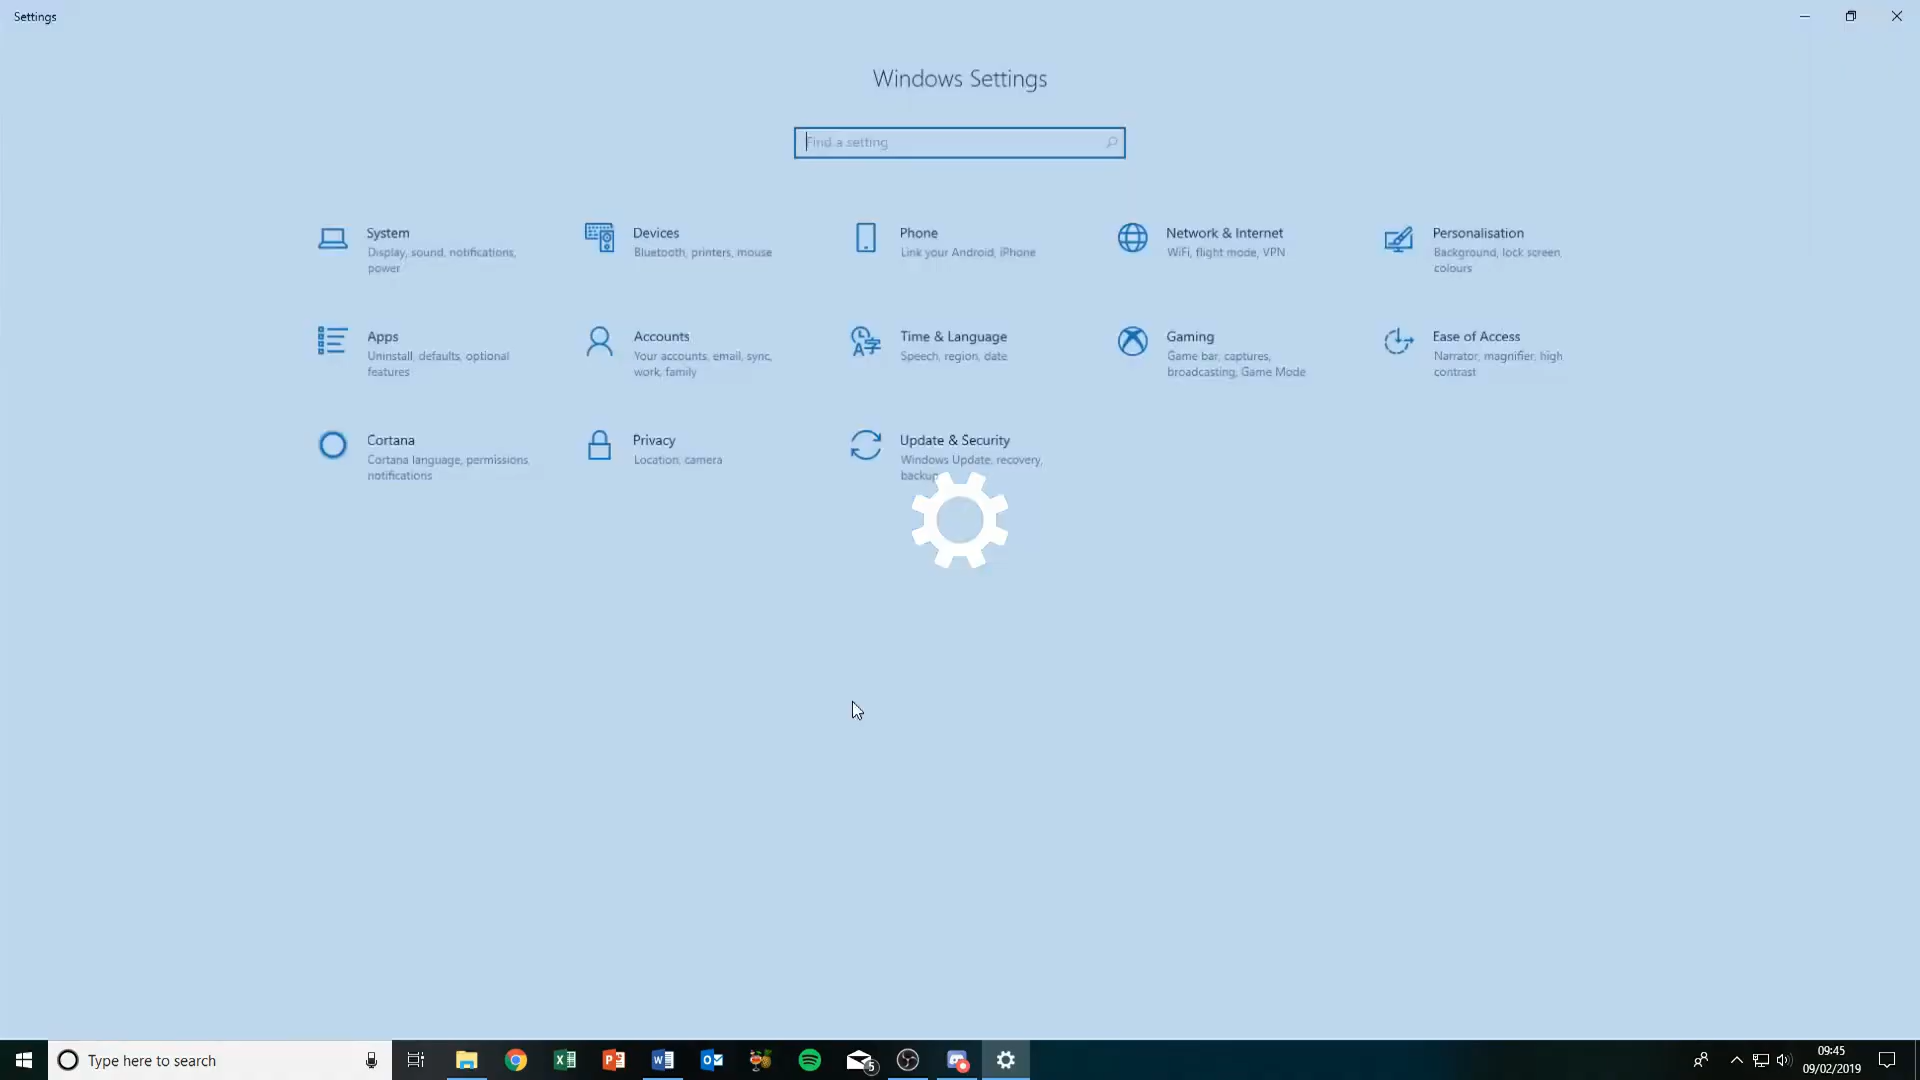 Settings
Windows Settings
Find a setting
System
Display, sound, notifications,
power
Devices
Bluetooth, printers, mouse
Phone
Link your Android, iPhone
Network & Internet
WiFi, flight mode, VPN
Personalisation
Background, lock screen,
colours
Apps
Uninstall, defaults, optional
features
Accounts
Your accounts, email, sync,
work, family
Time & Language
Speech, region, date
Gaming
Game bar, captures,
broadcasting, Game Mode
Ease of Access
Narrator, magnifier, high
contrast
Cortana
Cortana language, permissions,
notifications
Privacy
Location, camera
Update & Security
Windows Update, recovery,
backup
Type here to search
5
09:45
09/02/2019